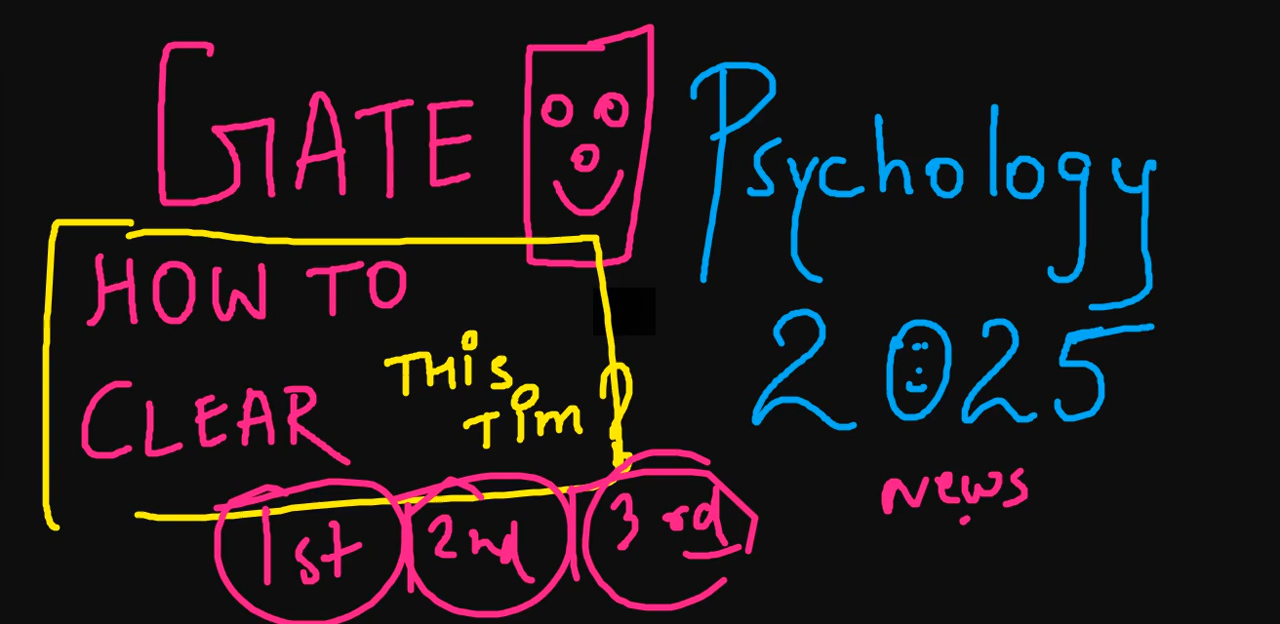 GATE Psychology
2025
HOW TO
CLEAR
THis
Tim
news
1st 2nd 3rd